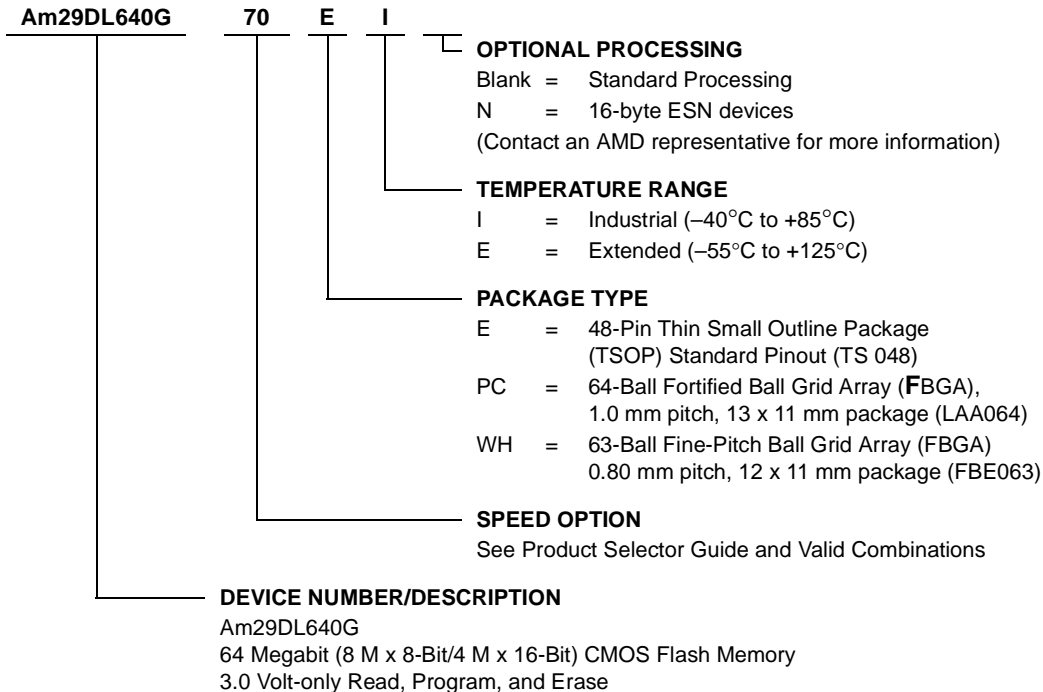 Am29DL640G 70 E I
OPTIONAL PROCESSING
Blank = Standard Processing
N = 16-byte ESN devices
(Contact an AMD representative for more information)
TEMPERATURE RANGE
I = Industrial (–40°C to +85°C)
E = Extended (–55°C to +125°C)
PACKAGE TYPE
E = 48-Pin Thin Small Outline Package
(TSOP) Standard Pinout (TS 048)
PC = 64-Ball Fortified Ball Grid Array (FBGA),
1.0 mm pitch, 13 x 11 mm package (LAA064)
WH = 63-Ball Fine-Pitch Ball Grid Array (FBGA)
0.80 mm pitch, 12 x 11 mm package (FBE063)
SPEED OPTION
See Product Selector Guide and Valid Combinations
DEVICE NUMBER/DESCRIPTION
Am29DL640G
64 Megabit (8 M x 8-Bit/4 M x 16-Bit) CMOS Flash Memory
3.0 Volt-only Read, Program, and Erase